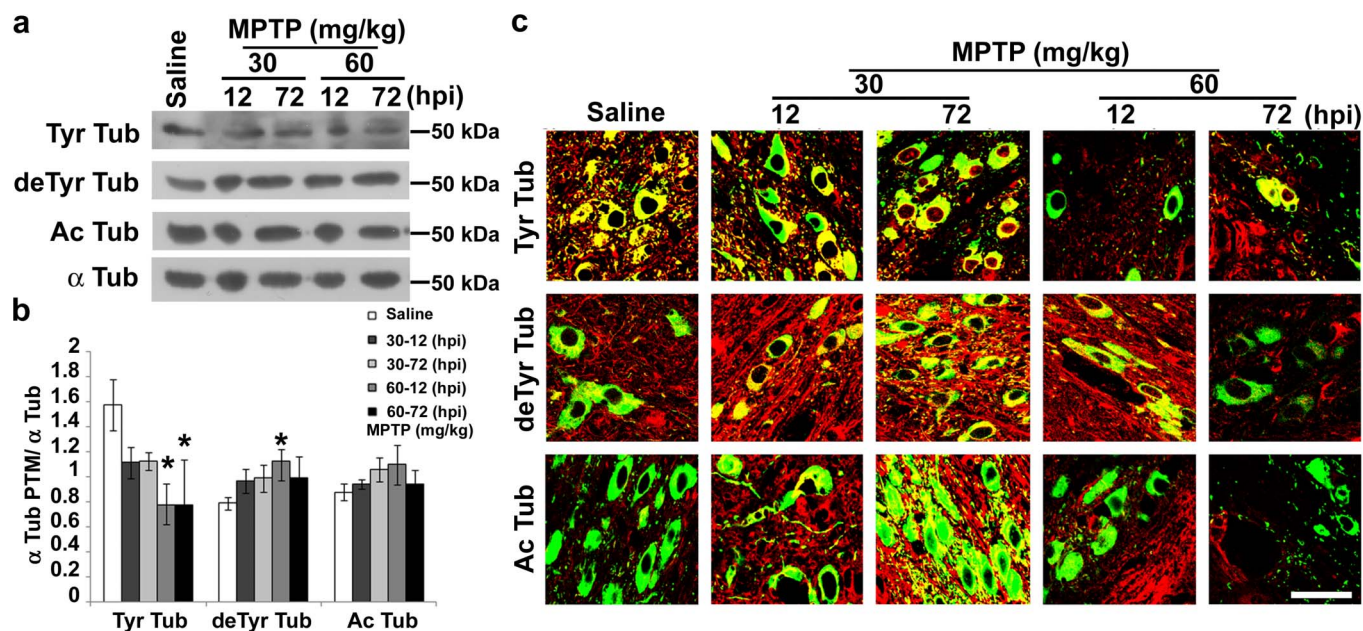 a
MPTP (mg/kg)
Saline
30 60
12 72 12 72 (hpi)
Tyr Tub 50 kDa
deTyr Tub 50 kDa
Ac Tub 50 kDa
α Tub 50 kDa
b
Saline
30-12 (hpi)
30-72 (hpi)
60-12 (hpi)
60-72 (hpi)
MPTP (mg/kg)
α Tub PTM/ α Tub
2
1.8
1.6
1.4
1.2
1
0.8
0.6
0.4
0.2
0
* * *
Tyr Tub deTyr Tub Ac Tub
c
MPTP (mg/kg)
30 60
Saline 12 72 12 72 (hpi)
Tyr Tub
deTyr Tub
Ac Tub